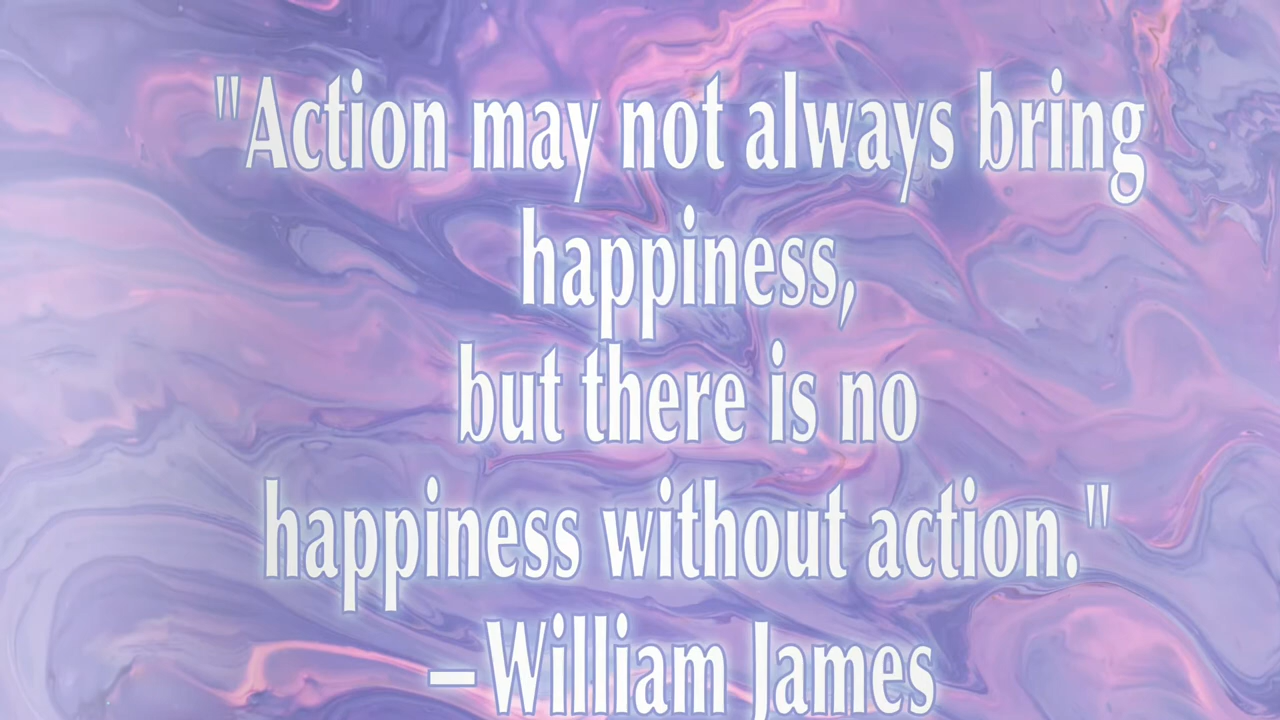 "Action may not always bring
happiness,
but there is no
happiness without action."
–William James